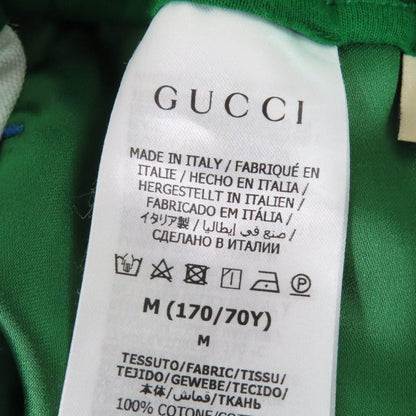 GUCCI
MADE IN ITALY / FABRIQUÉ EN
ITALIE / HECHO EN ITALIA /
HERGESTELLT IN ITALIEN /
FABRICADO EM ITÁLIA /
イタリア製 / صنع في إيطاليا /
СДЕЛАНО В ИТАЛИИ
M (170/70Y)
M
TESSUTO/FABRIC/TISSU/
TEJIDO/GEWEBE/TECIDO/
本体/قماش/ТКАНЬ
100% COTONE/COTTON